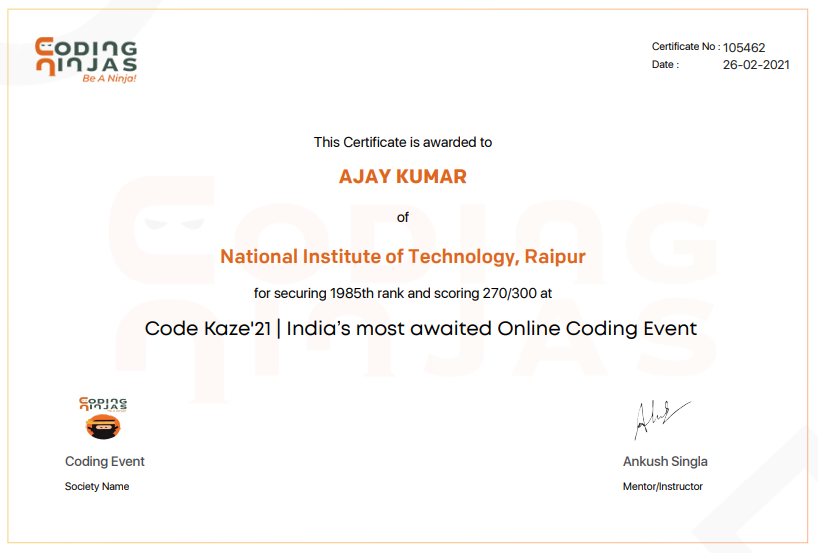 CODING
NINJAS
Be A Ninja!
Certificate No : 105462
Date : 26-02-2021
This Certificate is awarded to
AJAY KUMAR
of
National Institute of Technology, Raipur
for securing 1985th rank and scoring 270/300 at
Code Kaze'21 | India’s most awaited Online Coding Event
CODING
NINJAS
CODING
NINJAS
Coding Event
Society Name
Ankush Singla
Mentor/Instructor